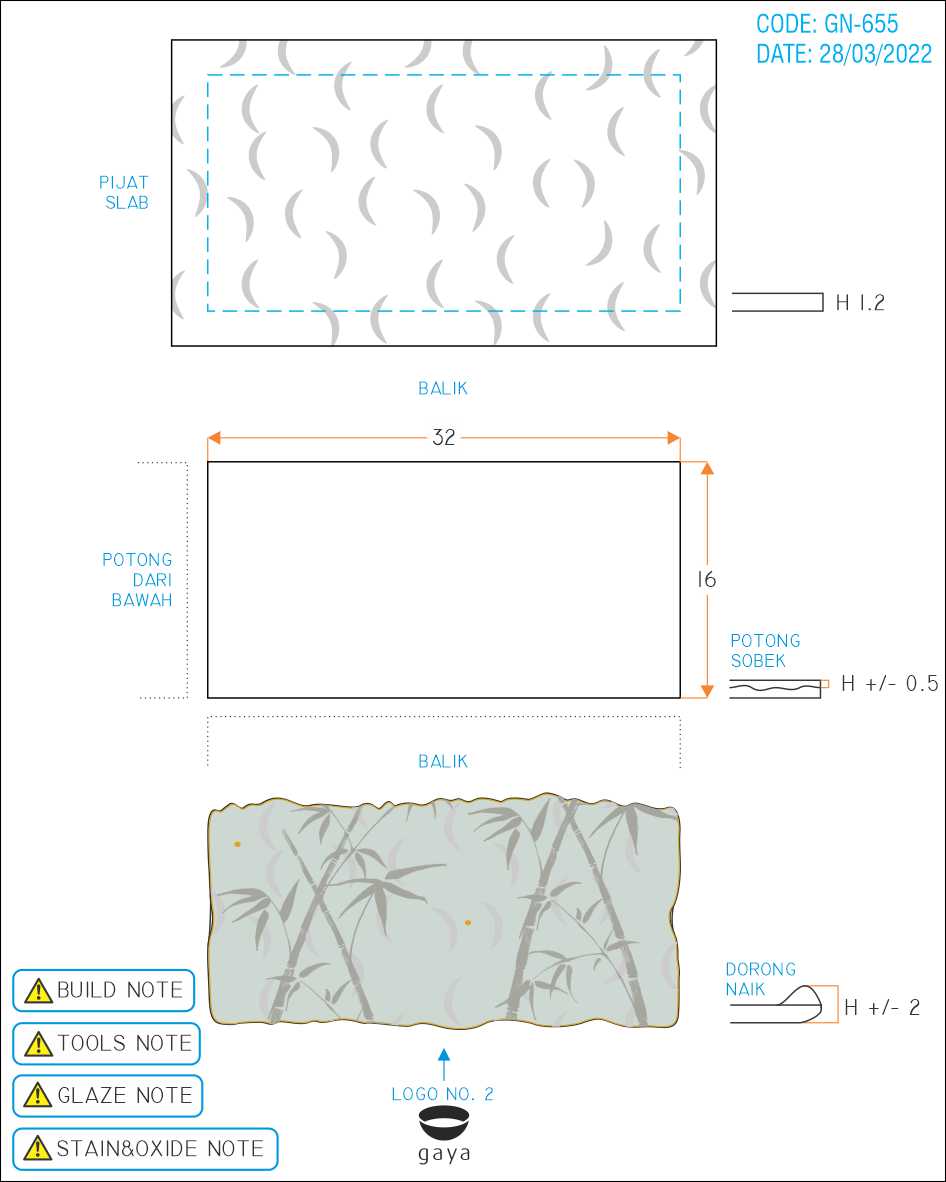 CODE: GN-655
DATE: 28/03/2022
PIJAT
SLAB
H 1.2
BALIK
32
POTONG
DARI
BAWAH
16
POTONG
SOBEK
H +/- 0.5
BALIK
DORONG
NAIK
H +/- 2
BUILD NOTE
TOOLS NOTE
GLAZE NOTE
STAIN&OXIDE NOTE
LOGO NO. 2
gaya